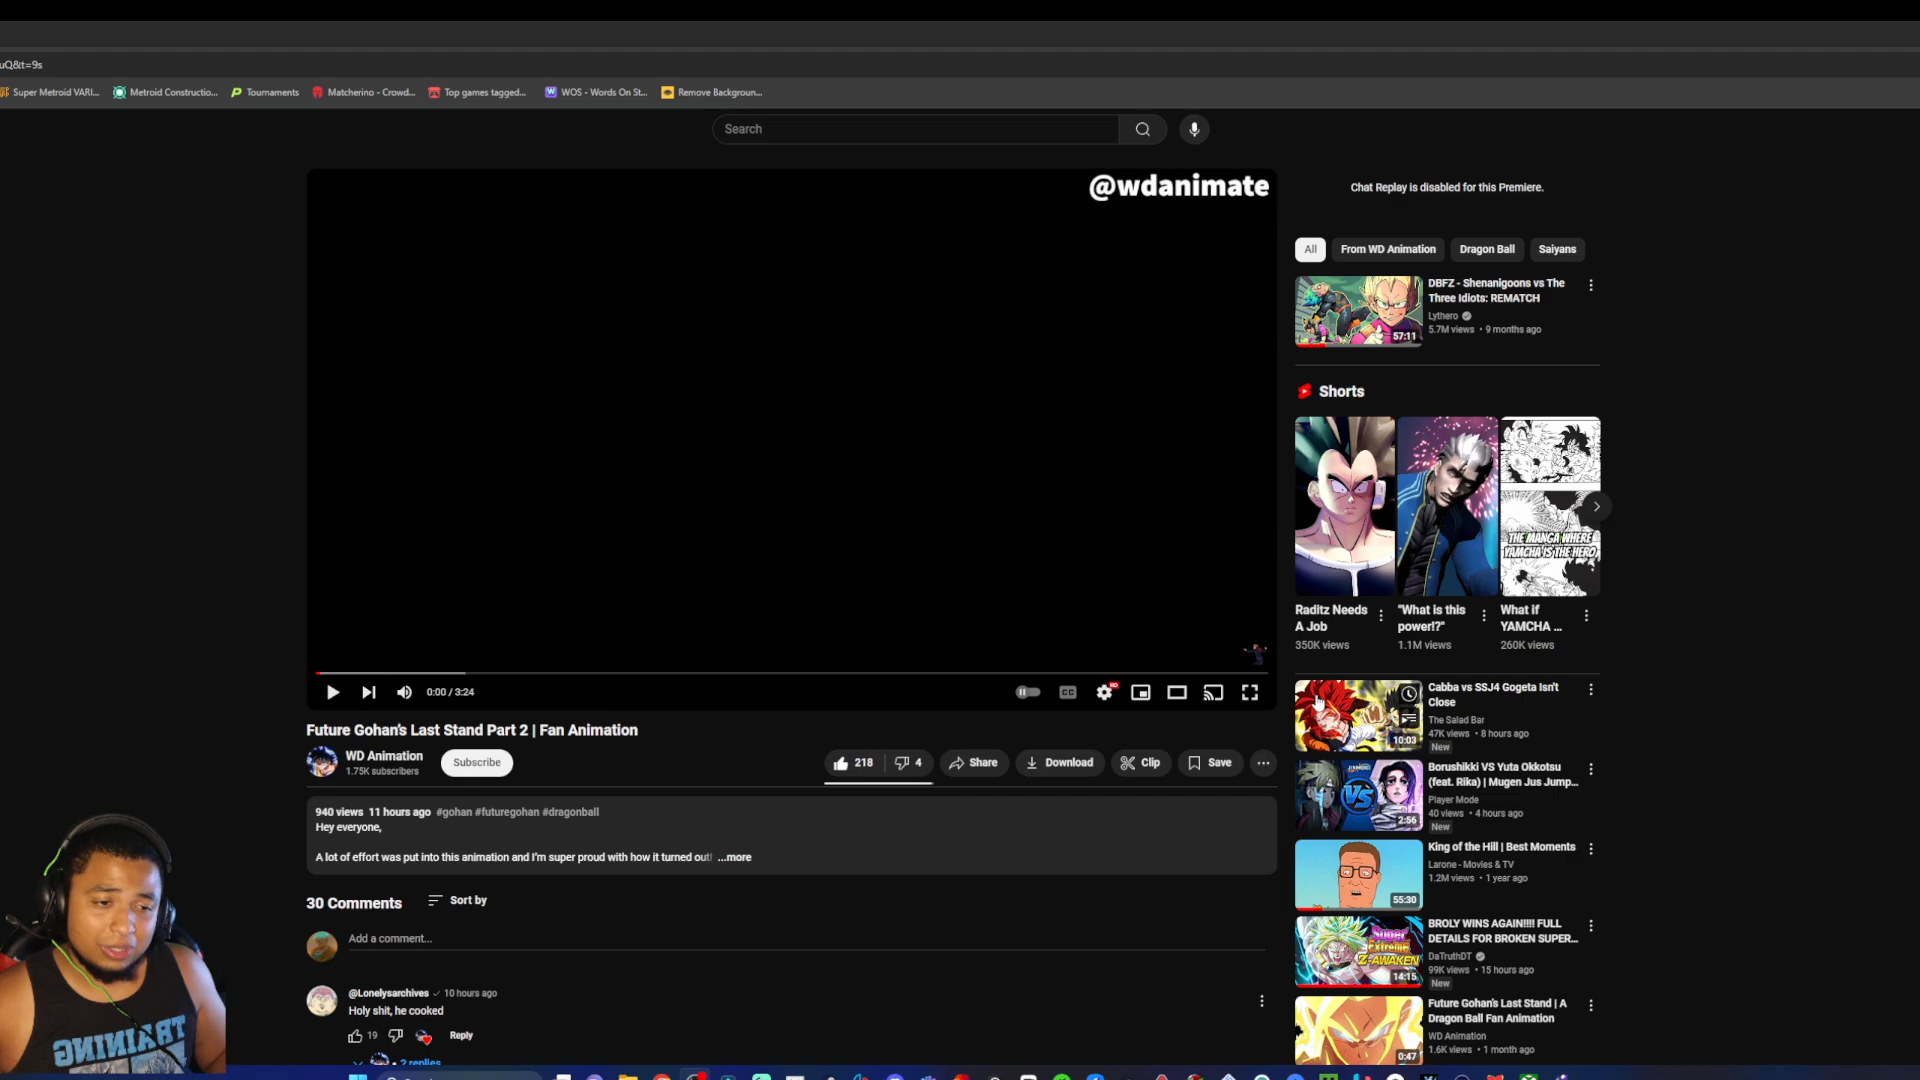 uQ&t=9s
Super Metroid VARI...
Metroid Constructio...
Tournaments
Matcherino - Crowd...
Top games tagged...
WOS - Words On St...
Remove Backgroun...
Search
@wdanimate
Chat Replay is disabled for this Premiere.
All
From WD Animation
Dragon Ball
Saiyans
DBFZ - Shenanigoons vs The
Three Idiots: REMATCH
Lythero
5.7M views • 9 months ago
57:11
Shorts
THE MANGA WHERE
YAMCHA IS THE HERO
Raditz Needs
A Job
350K views
"What is this
power!?"
1.1M views
What if
YAMCHA ...
260K views
0:00 / 3:24
CC
HD
Future Gohan's Last Stand Part 2 | Fan Animation
WD Animation
1.75K subscribers
Subscribe
218
4
Share
Download
Clip
Save
940 views 11 hours ago #gohan #futuregohan #dragonball
Hey everyone,
A lot of effort was put into this animation and I'm super proud with how it turned out! ...more
30 Comments
Sort by
Add a comment...
@Lonelysarchives 10 hours ago
Holy shit, he cooked
19
Reply
2 replies
Cabba vs SSJ4 Gogeta Isn't
Close
The Salad Bar
47K views • 8 hours ago
New
10:03
Borushikki VS Yuta Okkotsu
(feat. Rika) | Mugen Jus Jump...
Player Mode
40 views • 4 hours ago
New
VS
2:56
King of the Hill | Best Moments
Larone - Movies & TV
1.2M views • 1 year ago
55:30
BROLY WINS AGAIN!!!! FULL
DETAILS FOR BROKEN SUPER...
DaTruthDT
99K views • 15 hours ago
New
Super
Extreme
Z-AWAKEN
14:15
Future Gohan's Last Stand | A
Dragon Ball Fan Animation
WD Animation
1.6K views • 1 month ago
0:47
TRAINING